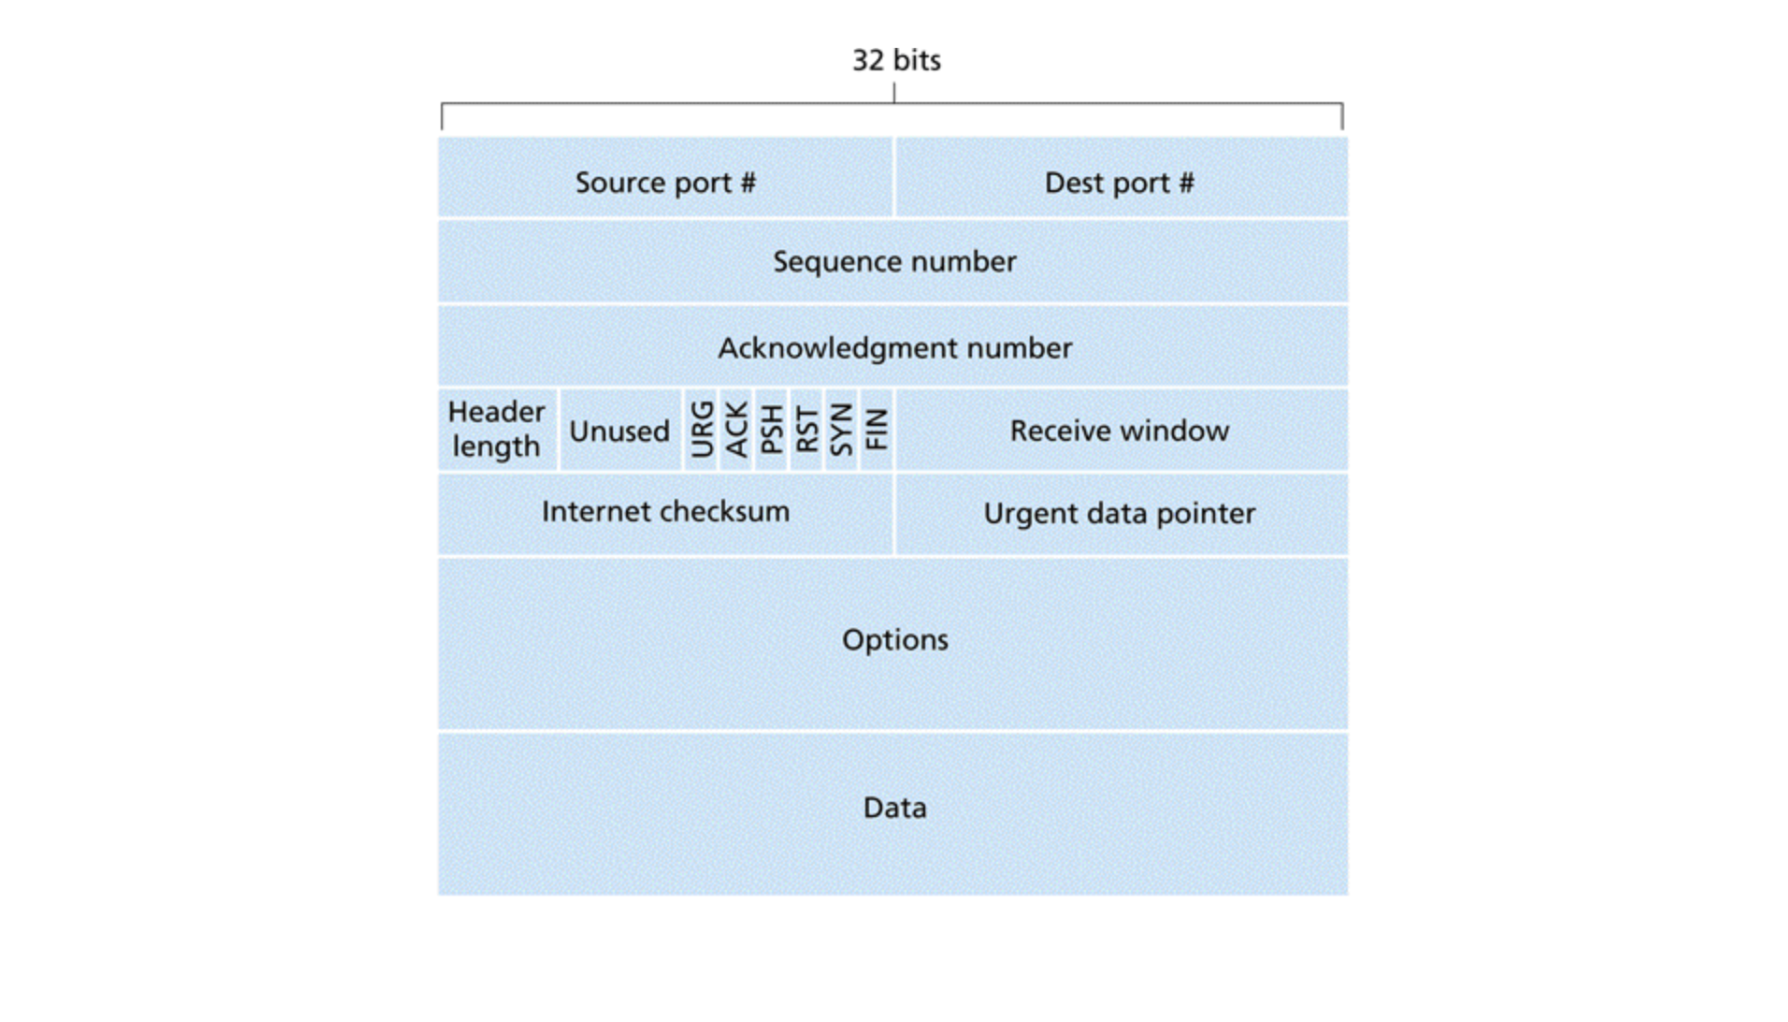 32 bits
Source port #
Dest port #
Sequence number
Acknowledgment number
Header
length
Unused
URG
ACK
PSH
RST
SYN
FIN
Receive window
Internet checksum
Urgent data pointer
Options
Data